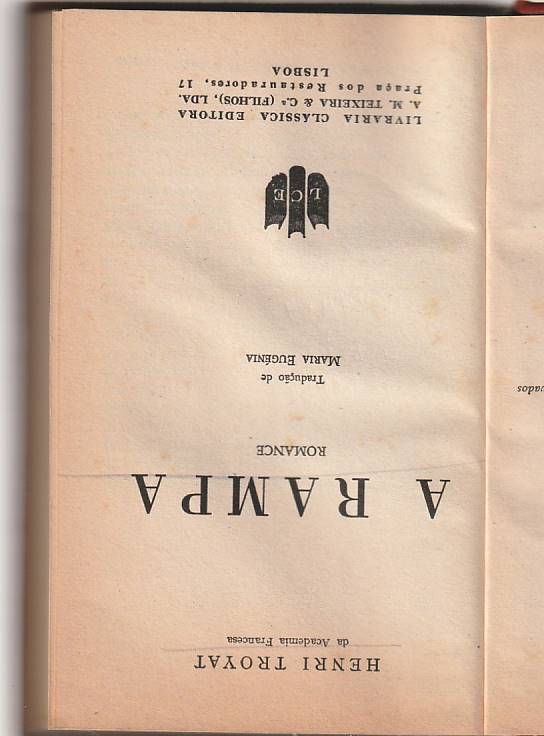 HENRI TROYAT
da Academia Francesa
A RAMPA
ROMANCE
Tradução de
MARIA EUGÉNIA
LCE
LIVRARIA CLÁSSICA EDITORA
A. M. TEIXEIRA & C.ª (FILHOS), LDA.
Praça dos Restauradores, 17
LISBOA